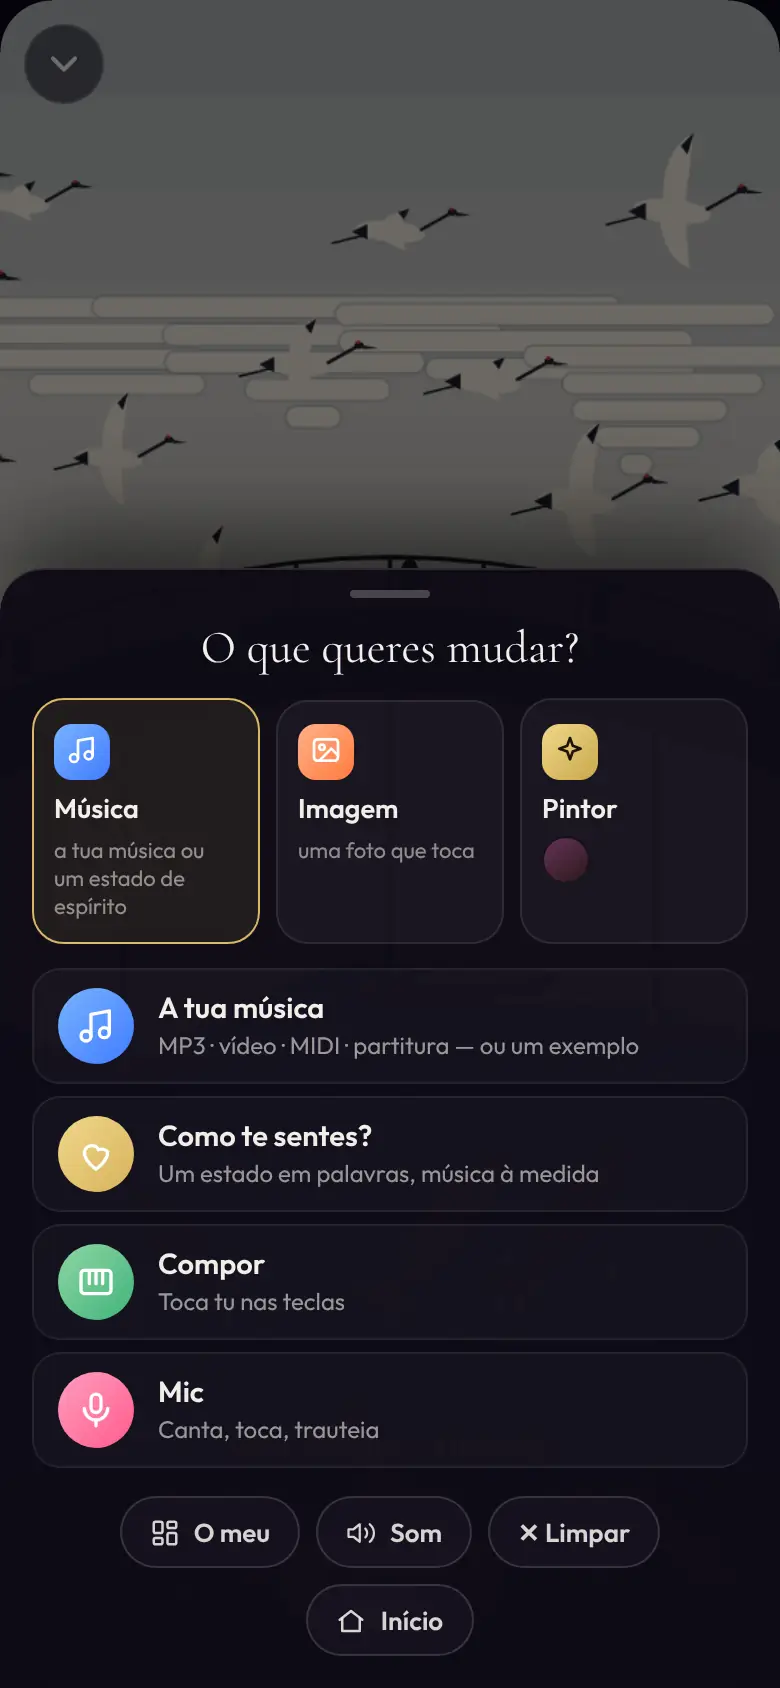 O que queres mudar?
Música
a tua música ou
um estado de
espírito
Imagem
uma foto que toca
Pintor
A tua música
MP3 · vídeo · MIDI · partitura — ou um exemplo
Como te sentes?
Um estado em palavras, música à medida
Compor
Toca tu nas teclas
Mic
Canta, toca, trauteia
O meu
Som
✕ Limpar
Início